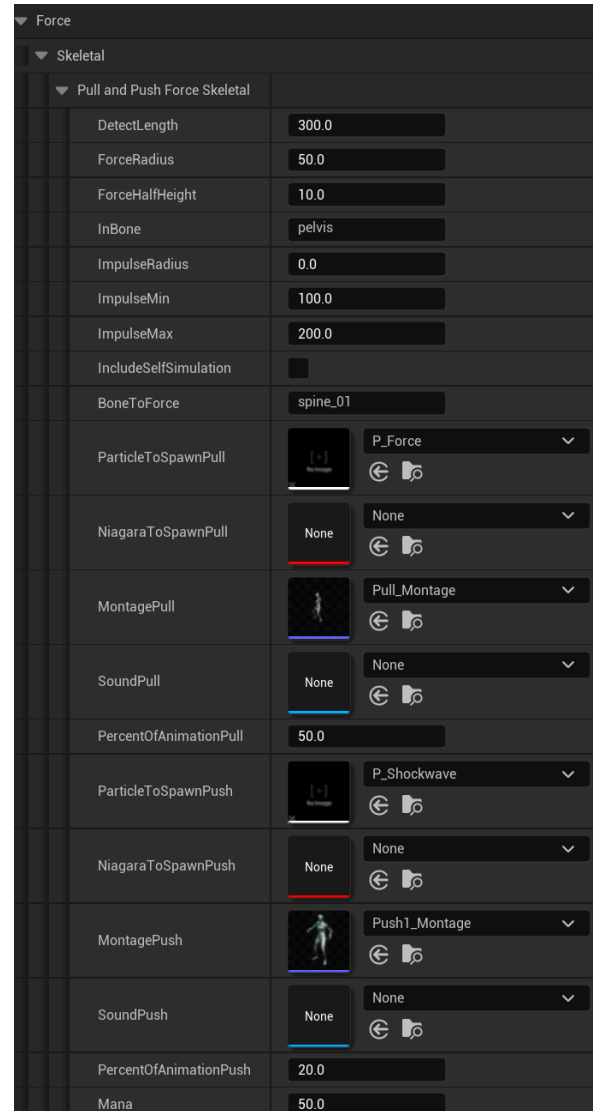 Force
Skeletal
Pull and Push Force Skeletal
DetectLength 300.0
ForceRadius 50.0
ForceHalfHeight 10.0
InBone pelvis
ImpulseRadius 0.0
ImpulseMin 100.0
ImpulseMax 200.0
IncludeSelfSimulation
BoneToForce spine_01
P_Force
ParticleToSpawnPull
None
NiagaraToSpawnPull None
Pull_Montage
MontagePull
None
SoundPull None
PercentOfAnimationPull 50.0
P_Shockwave
ParticleToSpawnPush
None
NiagaraToSpawnPush None
Push1_Montage
MontagePush
None
SoundPush None
PercentOfAnimationPush 20.0
Mana 50.0